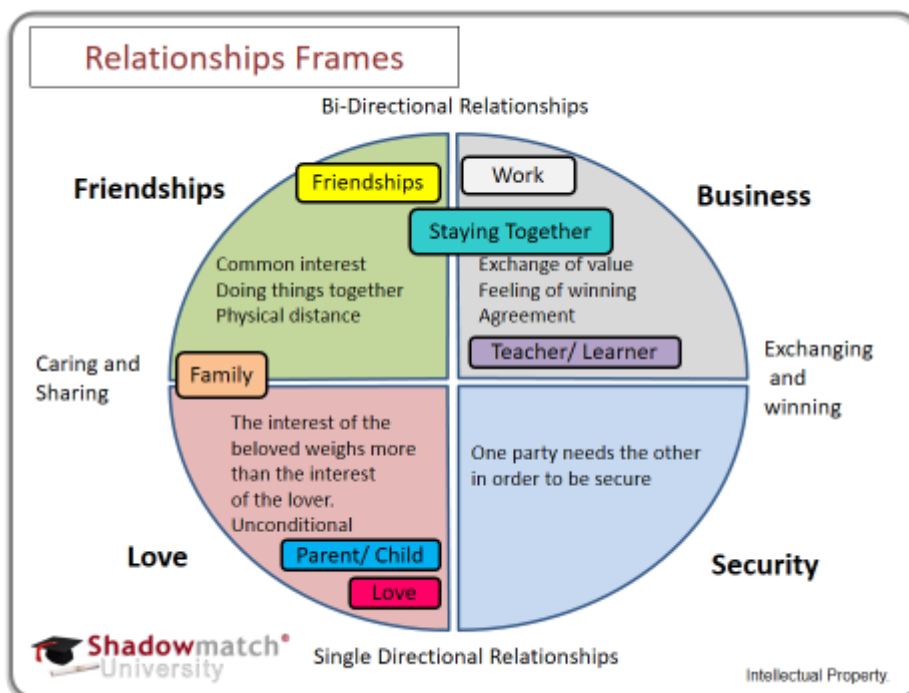 Relationships Frames
Bi-Directional Relationships
Friendships
Friendships
Work
Business
Staying Together
Common interest
Doing things together
Physical distance
Exchange of value
Feeling of winning
Agreement
Teacher/ Learner
Caring and
Sharing
Family
Exchanging
and
winning
The interest of the
beloved weighs more
than the interest
of the lover.
Unconditional
One party needs the other
in order to be secure
Parent/ Child
Love
Love
Security
Shadowmatch®
University
Single Directional Relationships
Intellectual Property.